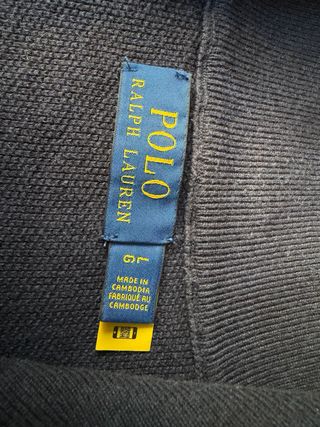 POLO
RALPH LAUREN
L
G
MADE IN
CAMBODIA
FABRIQUÉ AU
CAMBODGE